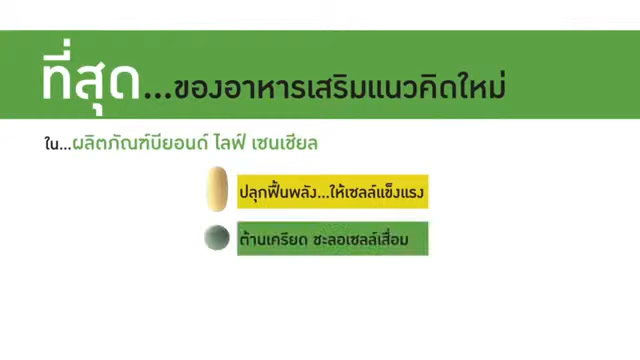 ที่สุด...ของอาหารเสริมแนวคิดใหม่
ใน...ผลิตภัณฑ์บียอนด์ ไลฟ์ เซนเชียล
ปลุกฟื้นพลัง...ให้เซลล์แข็งแรง
ต้านเครียด ชะลอเซลล์เสื่อม